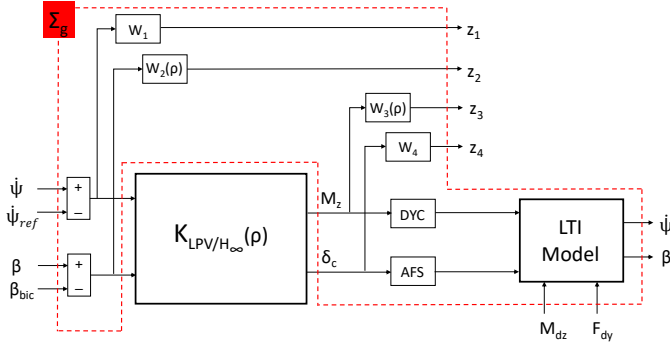 Σg
W1
z1
W2(ρ)
z2
W3(ρ)
z3
W4
z4
ψ̇
+
ψ̇ref
−
KLPV/H∞(ρ)
Mz
DYC
LTI
Model
ψ̇
β
+
βbic
−
δc
AFS
β
Mdz
Fdy